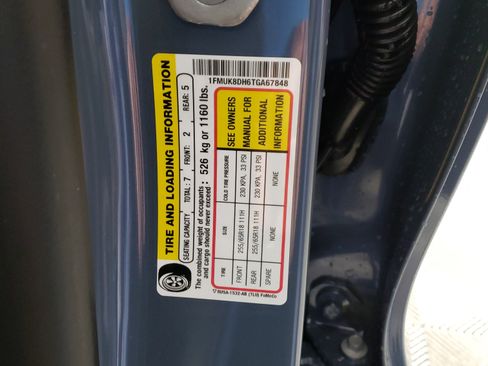 1FMUK8DH6TGA67848
TIRE AND LOADING INFORMATION
SEATING CAPACITY TOTAL: 7 FRONT: 2 REAR: 5
The combined weight of occupants and cargo should never exceed: 526 kg or 1160 lbs.
TIRE SIZE COLD TIRE PRESSURE
FRONT 255/65R18 111H 230 KPA, 33 PSI
REAR 255/65R18 111H 230 KPA, 33 PSI
SPARE NONE NONE
SEE OWNERS
MANUAL FOR
ADDITIONAL
INFORMATION